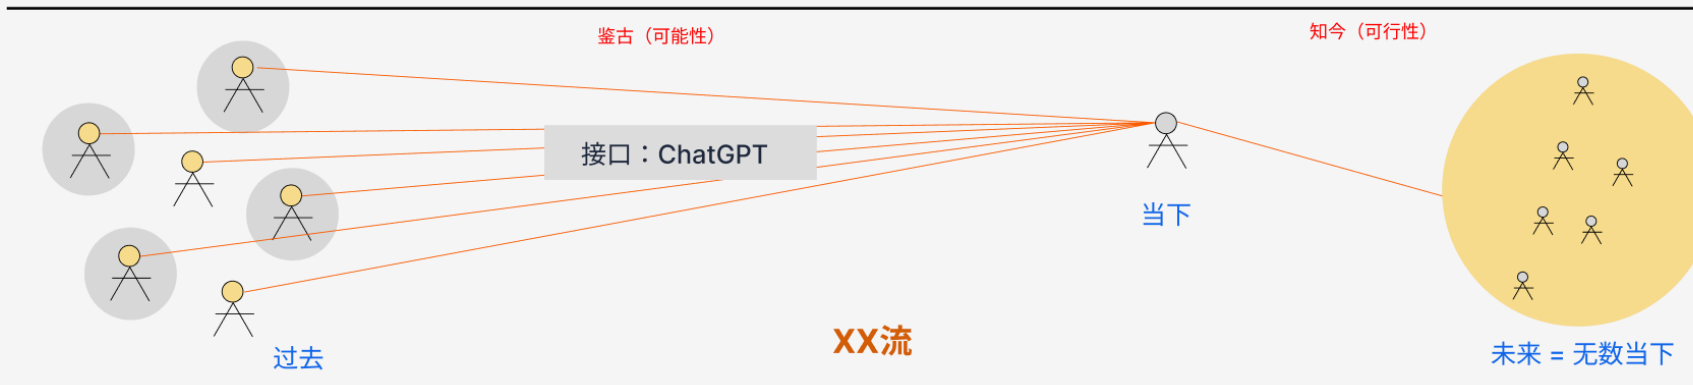 鉴古（可能性）
知今（可行性）
接口：ChatGPT
当下
XX流
过去
未来 = 无数当下